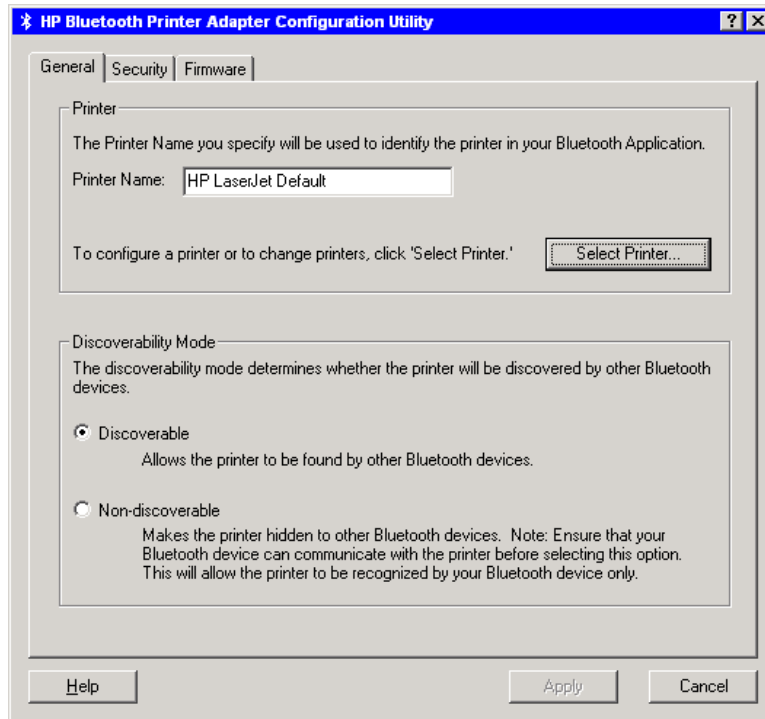 HP Bluetooth Printer Adapter Configuration Utility
General Security Firmware
Printer
The Printer Name you specify will be used to identify the printer in your Bluetooth Application.
Printer Name: HP LaserJet Default
To configure a printer or to change printers, click 'Select Printer.' Select Printer...
Discoverability Mode
The discoverability mode determines whether the printer will be discovered by other Bluetooth
devices.
Discoverable
Allows the printer to be found by other Bluetooth devices.
Non-discoverable
Makes the printer hidden to other Bluetooth devices. Note: Ensure that your
Bluetooth device can communicate with the printer before selecting this option.
This will allow the printer to be recognized by your Bluetooth device only.
Help Apply Cancel